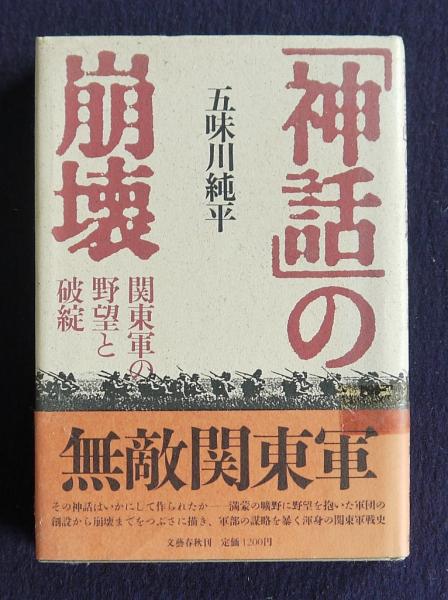 「神話」の
崩壊
五味川純平
関東軍の
野望と
破綻
無敵関東軍
その神話はいかにして作られたか――満蒙の曠野に野望を抱いた軍団の
創設から崩壊までをつぶさに描き、軍部の謀略を暴く渾身の関東軍戦史
文藝春秋刊 定価1200円